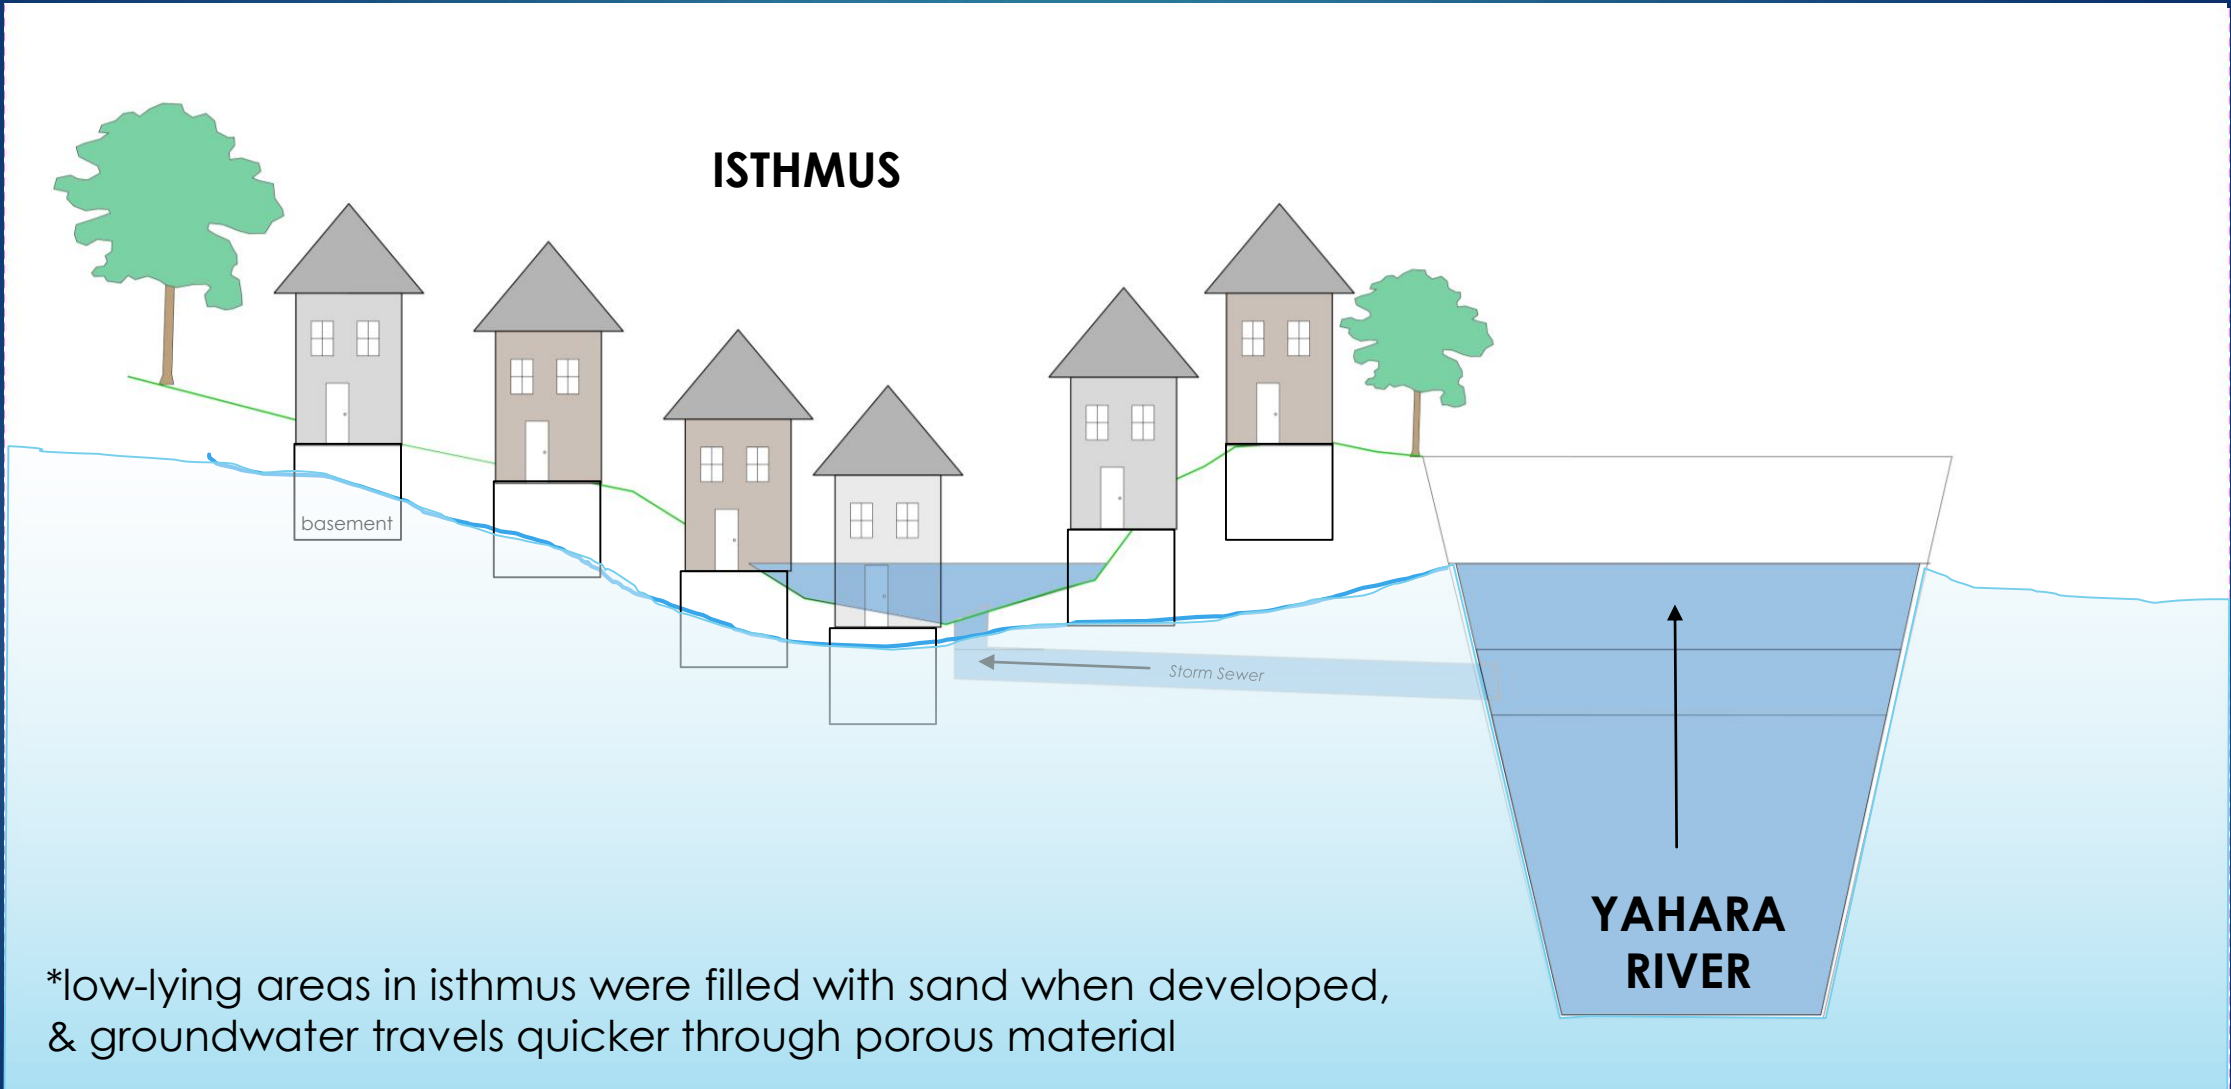 ISTHMUS
basement
Storm Sewer
YAHARA
RIVER
*low-lying areas in isthmus were filled with sand when developed,
& groundwater travels quicker through porous material